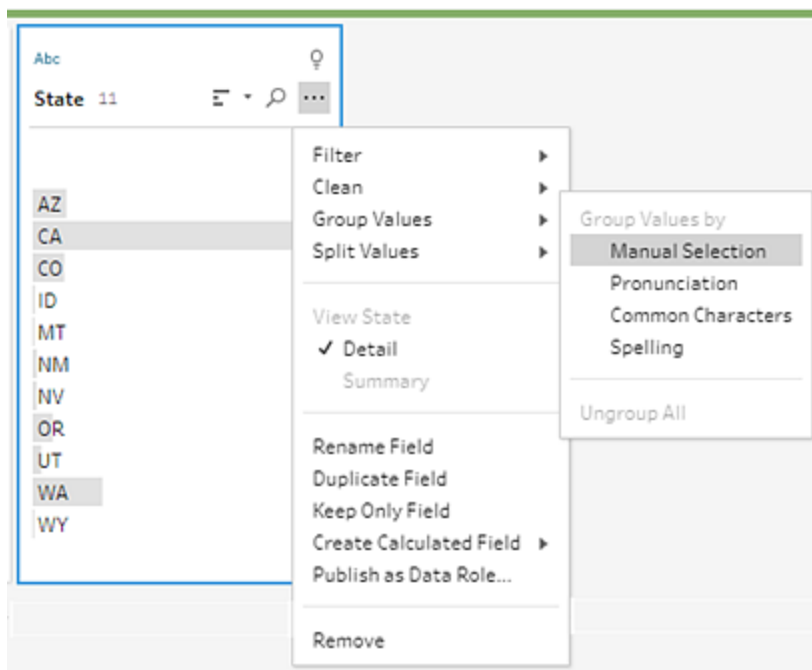 Abc
State 11
AZ
CA
CO
ID
MT
NM
NV
OR
UT
WA
WY
Filter
Clean
Group Values
Split Values
View State
✓ Detail
Summary
Rename Field
Duplicate Field
Keep Only Field
Create Calculated Field
Publish as Data Role...
Remove
Group Values by
Manual Selection
Pronunciation
Common Characters
Spelling
Ungroup All